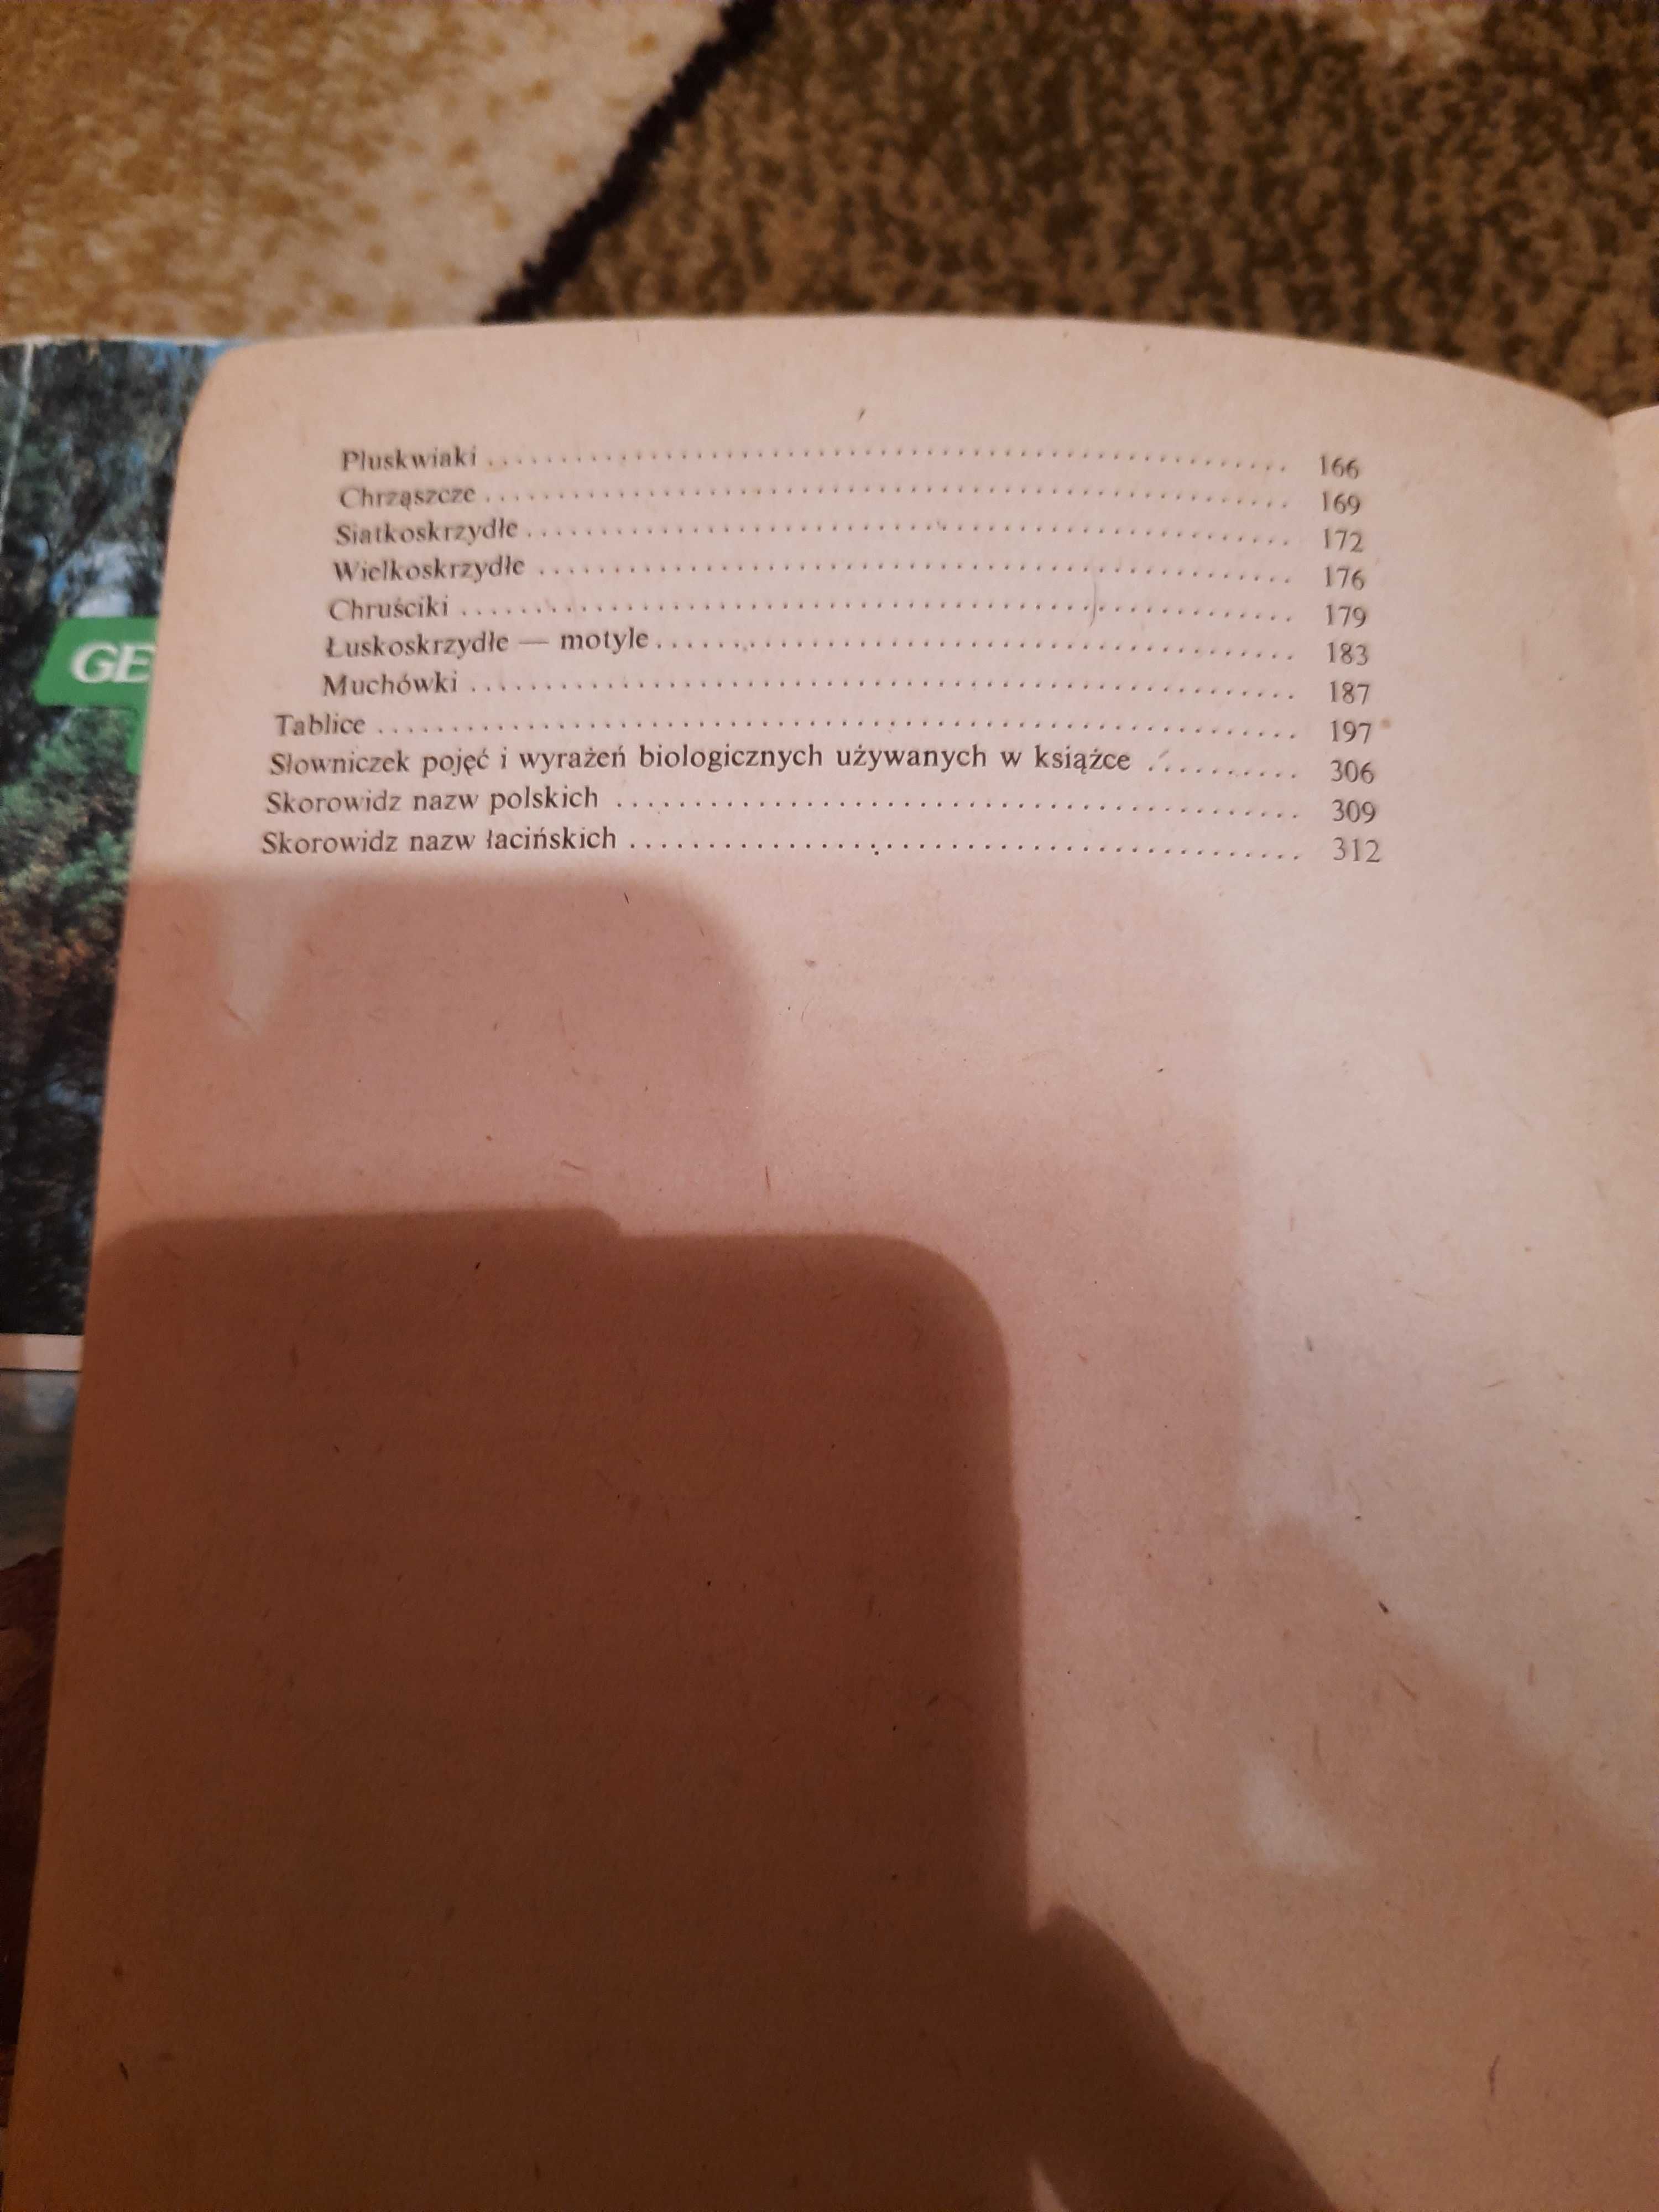 GE
Pluskwiaki ........................................ 166
Chrząszcze ........................................ 169
Siatkoskrzydłe ........................................ 172
Wielkoskrzydłe ........................................ 176
Chruściki ........................................ 179
Łuskoskrzydłe — motyle ........................................ 183
Muchówki ........................................ 187
Tablice ........................................ 197
Słowniczek pojęć i wyrażeń biologicznych używanych w książce .......... 306
Skorowidz nazw polskich ........................................ 309
Skorowidz nazw łacińskich ........................................ 312